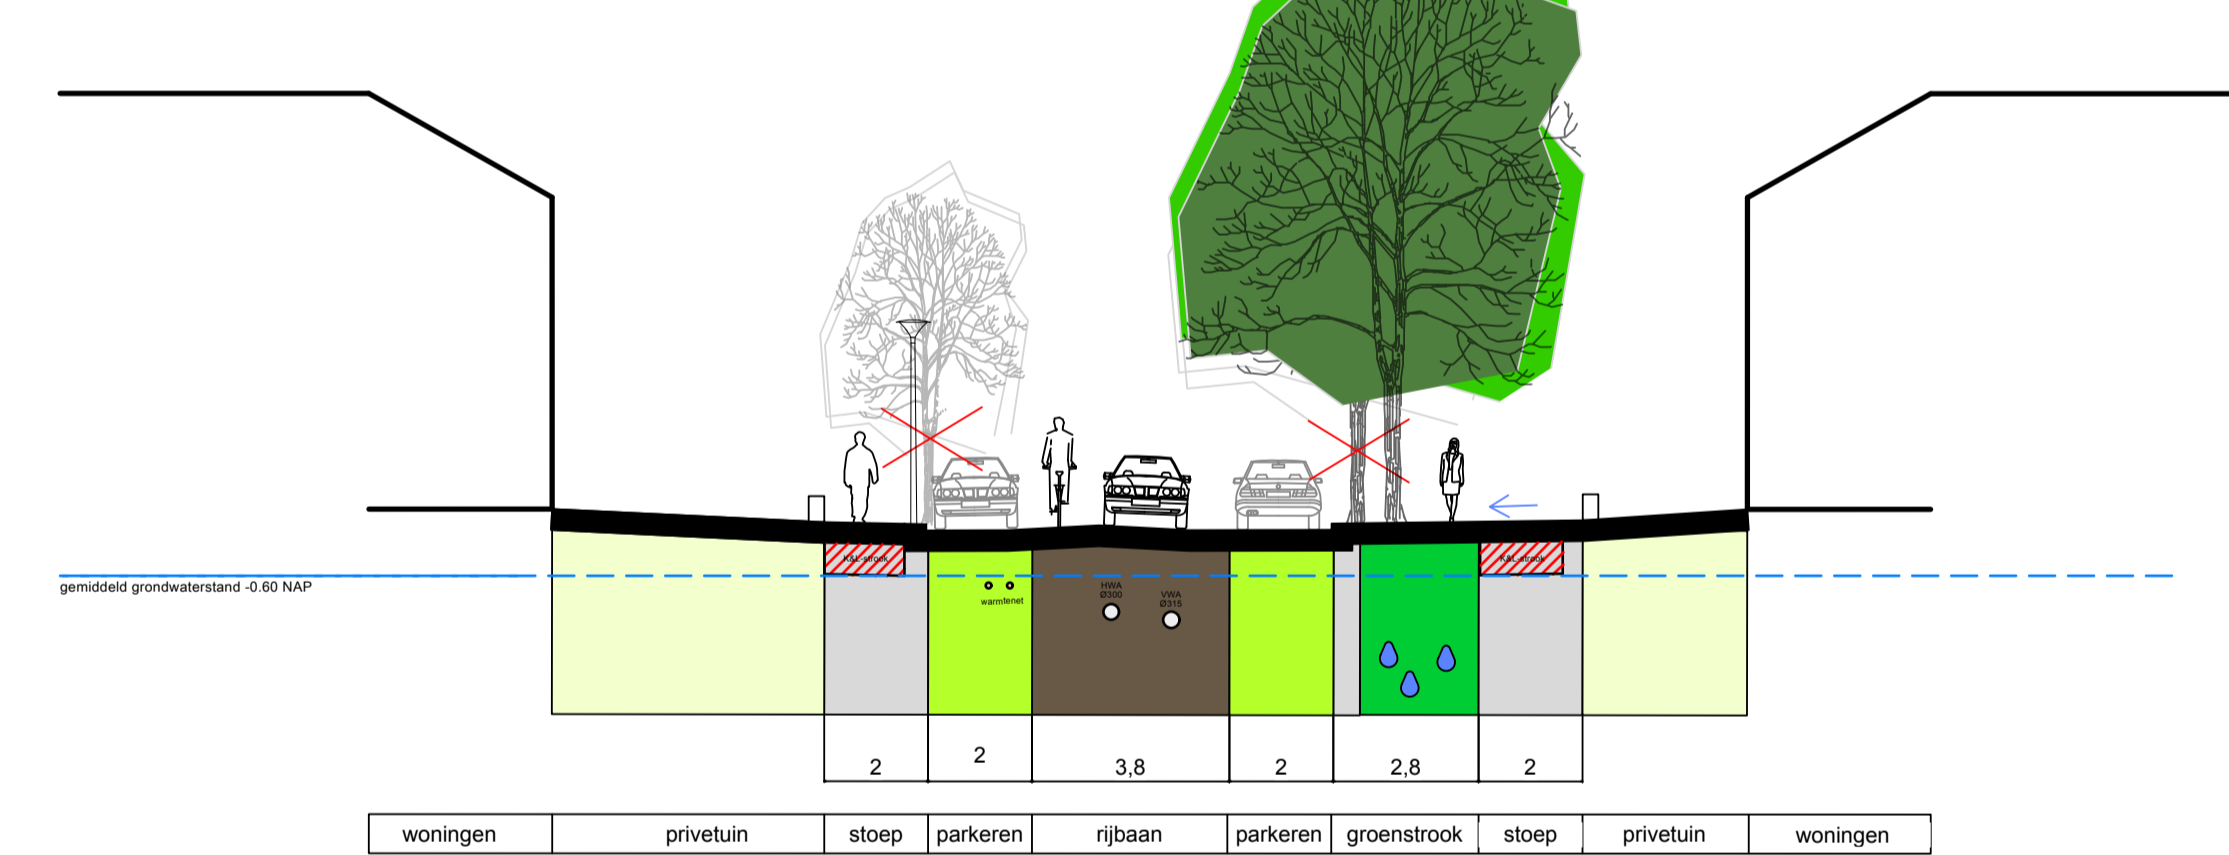 K&L-strook
K&L-strook
gemiddeld grondwaterstand -0.60 NAP
warmtenet
HWA
Ø300
VWA
Ø315
2
2
3,8
2
2,8
2
woningen
privetuin
stoep
parkeren
rijbaan
parkeren
groenstrook
stoep
privetuin
woningen